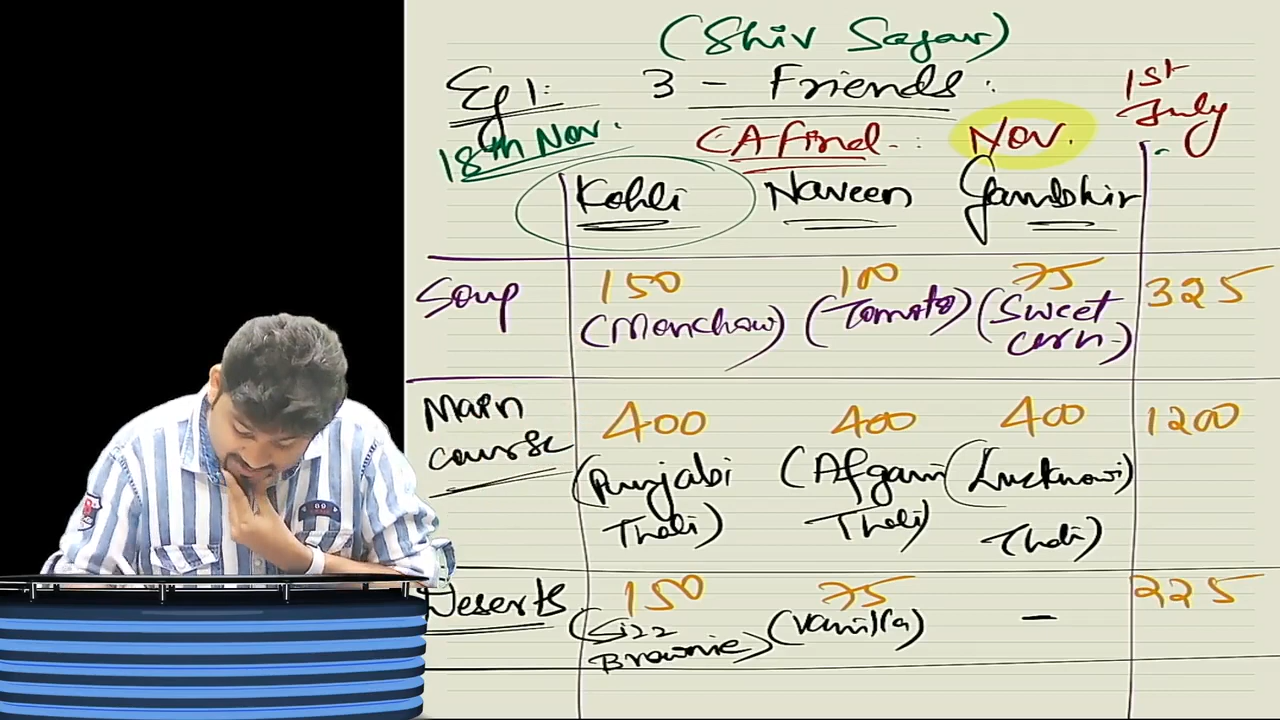 (Shiv Sagar)
Eg 1: 3 - Friends :
1st July
18th Nov. CA Final. : Nov.
Kohli Naveen Gambhir
Soup 150 100 75 325
(Manchow) (Tomato) (Sweet corn)
Main course 400 400 400 1200
(Punjabi Thali) (Afgani Thali) (Lucknowi Thali)
Deserts 150 75 - 225
(Sizz Brownie) (Vanilla)